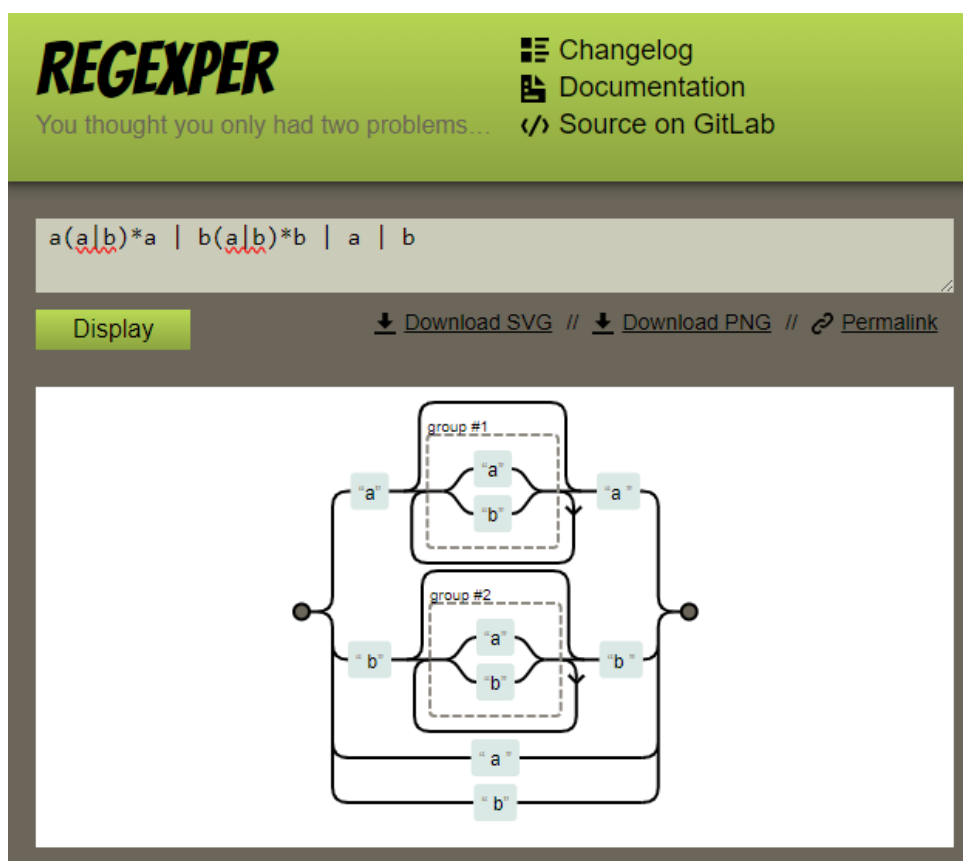 REGEXPER
You thought you only had two problems...
Changelog
Documentation
Source on GitLab
a(a|b)*a | b(a|b)*b | a | b
Display
Download SVG // Download PNG // Permalink
group #1
“a”
“a”
“b”
“a ”
group #2
“ b”
“a”
“b”
“b ”
“ a ”
“ b”